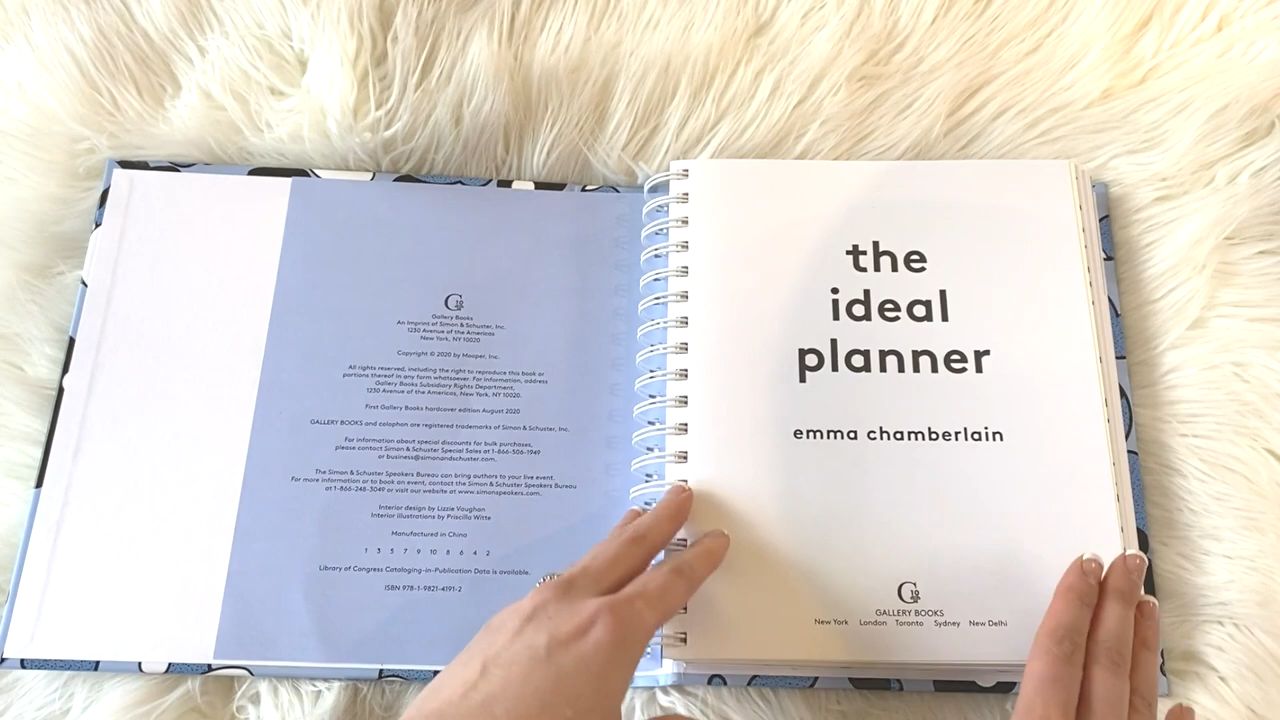 G
10
Gallery Books
An Imprint of Simon & Schuster, Inc.
1230 Avenue of the Americas
New York, NY 10020
Copyright © 2020 by Mooper, Inc.
All rights reserved, including the right to reproduce this book or
portions thereof in any form whatsoever. For information, address
Gallery Books Subsidiary Rights Department,
1230 Avenue of the Americas, New York, NY 10020.
First Gallery Books hardcover edition August 2020
GALLERY BOOKS and colophon are registered trademarks of Simon & Schuster, Inc.
For information about special discounts for bulk purchases,
please contact Simon & Schuster Special Sales at 1-866-506-1949
or business@simonandschuster.com.
The Simon & Schuster Speakers Bureau can bring authors to your live event.
For more information or to book an event, contact the Simon & Schuster Speakers Bureau
at 1-866-248-3049 or visit our website at www.simonspeakers.com.
Interior design by Lizzie Vaughan
Interior illustrations by Priscilla Witte
Manufactured in China
1 3 5 7 9 10 8 6 4 2
Library of Congress Cataloging-in-Publication Data is available.
ISBN 978-1-9821-4191-2
the
ideal
planner
emma chamberlain
G
10
GALLERY BOOKS
New York London Toronto Sydney New Delhi